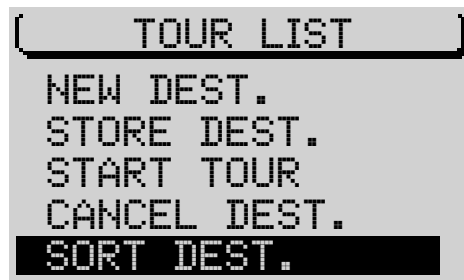 TOUR LIST
NEW DEST.
STORE DEST.
START TOUR
CANCEL DEST.
SORT DEST.